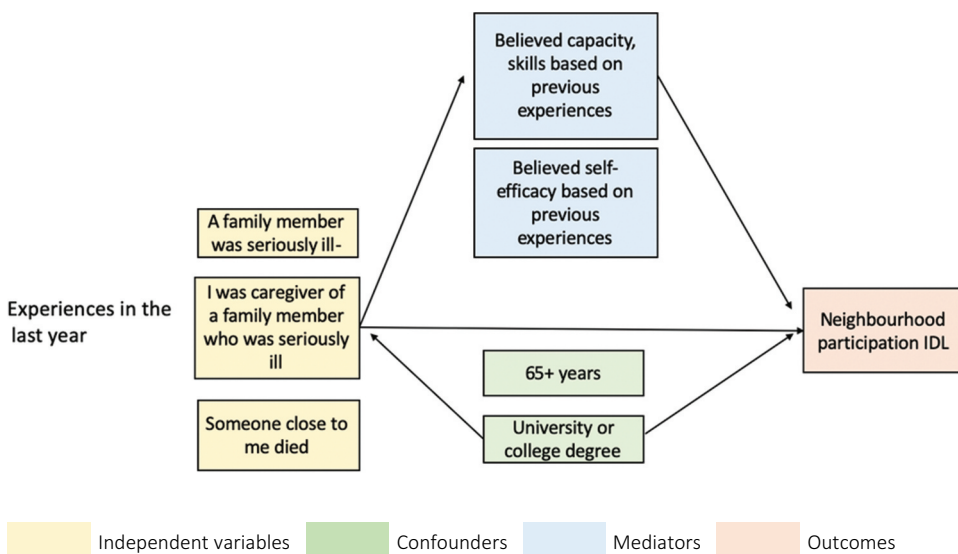 Believed capacity,
skills based on
previous
experiences
Believed self-
efficacy based on
previous
experiences
A family member
was seriously ill-
Experiences in the
last year
I was caregiver of
a family member
who was seriously
ill
Neighbourhood
participation IDL
65+ years
Someone close to
me died
University or
college degree
Independent variables
Confounders
Mediators
Outcomes